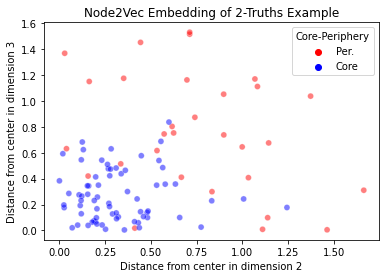 Node2Vec Embedding of 2-Truths Example
Core-Periphery
Per.
Core
Distance from center in dimension 3
1.6
1.4
1.2
1.0
0.8
0.6
0.4
0.2
0.0
0.00 0.25 0.50 0.75 1.00 1.25 1.50
Distance from center in dimension 2